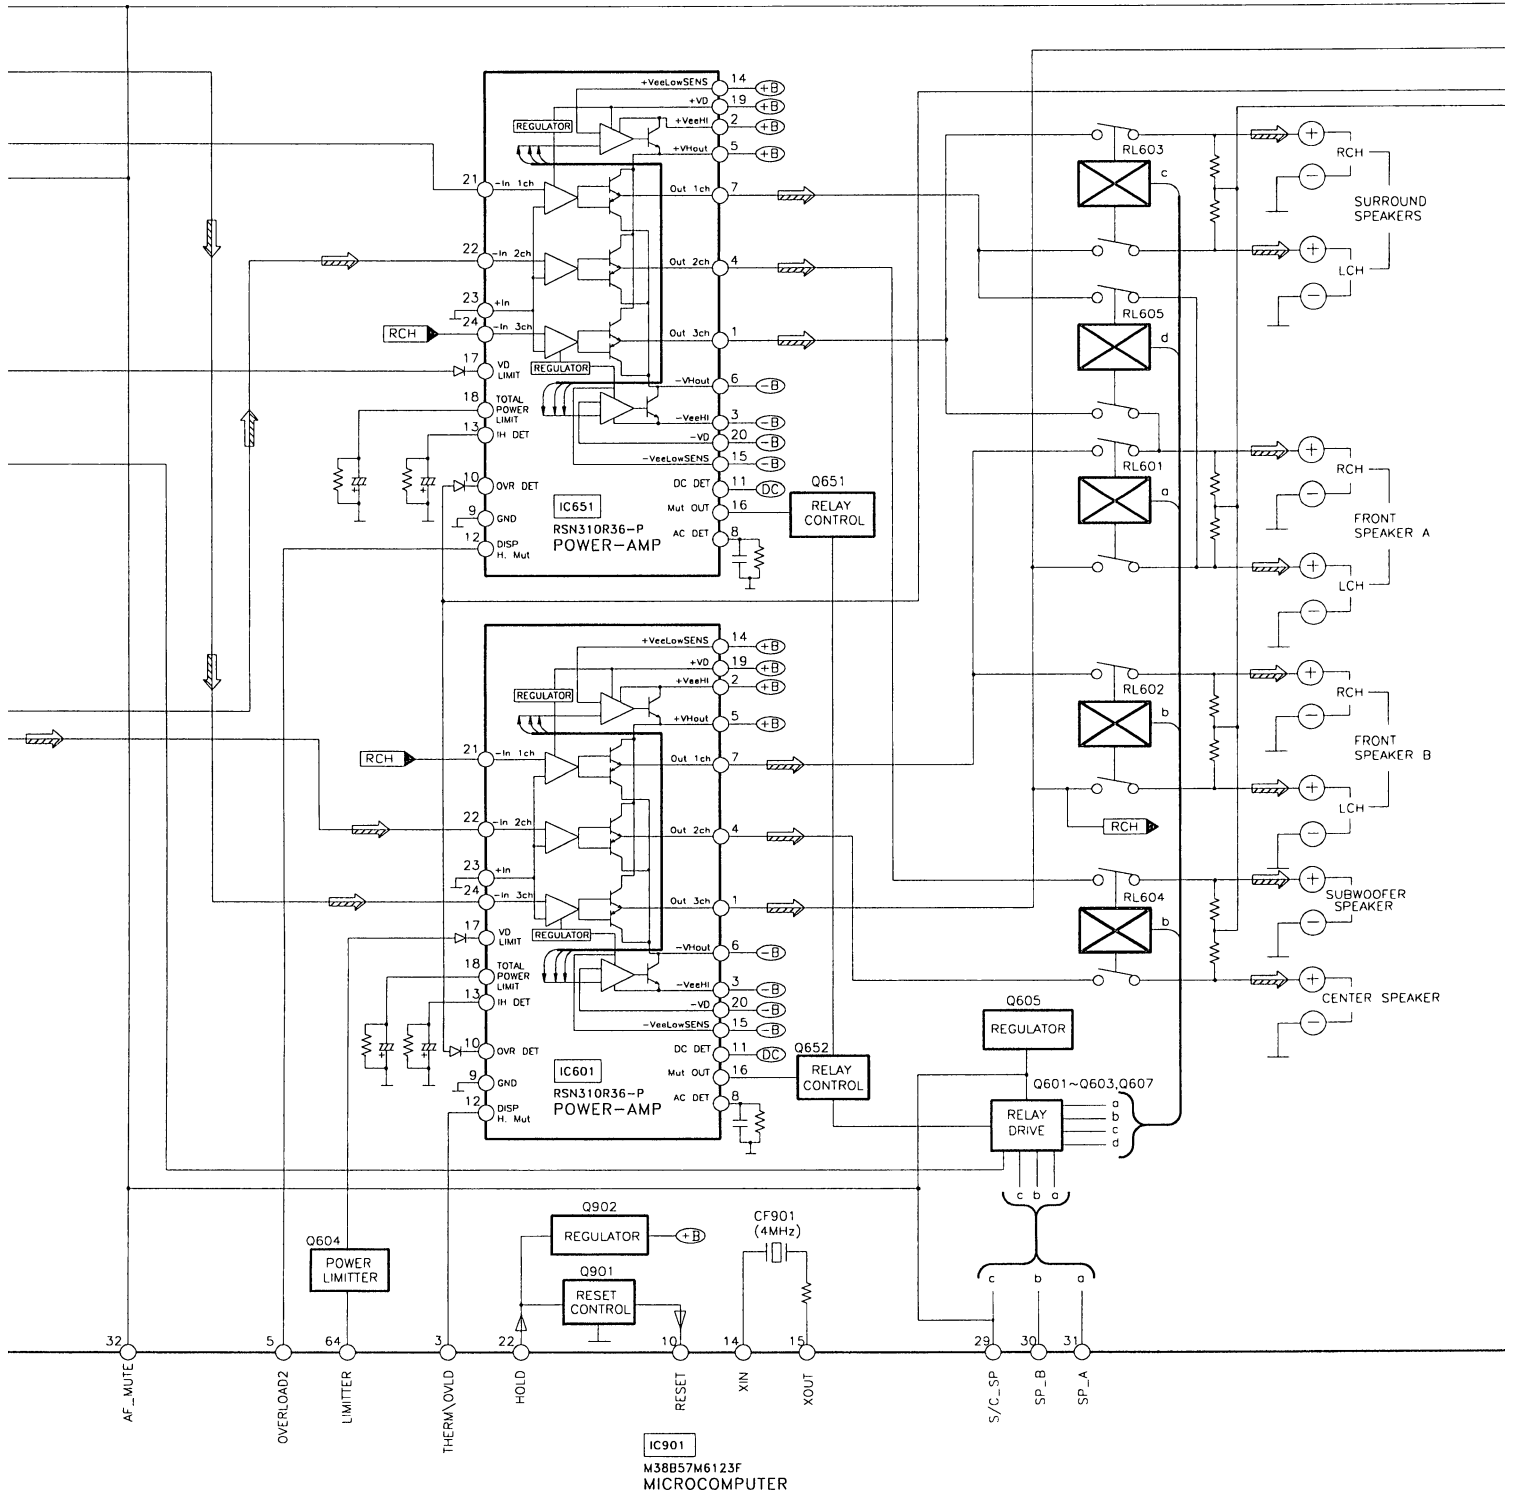 +VeeLowSENS 14 +B
+VD 19 +B
REGULATOR
+VeeHI 2 +B
+VHout 5 +B
21 -In 1ch
Out 1ch 7
22 -In 2ch
Out 2ch 4
23 +In
RCH 24 -In 3ch
Out 3ch 1
17 VD
LIMIT
REGULATOR
-VHout 6 -B
18 TOTAL
POWER
LIMIT
-VeeHI 3 -B
13 IH DET
-VD 20 -B
-VeeLowSENS 15 -B
10 OVR DET
DC DET 11 DC
Mut OUT 16
9 GND
AC DET 8
12 DISP
H. Mut
IC651
RSN310R36-P
POWER-AMP
Q651
RELAY
CONTROL
+VeeLowSENS 14 +B
+VD 19 +B
REGULATOR
+VeeHI 2 +B
+VHout 5 +B
RCH 21 -In 1ch
Out 1ch 7
22 -In 2ch
Out 2ch 4
23 +In
24 -In 3ch
Out 3ch 1
17 VD
LIMIT
REGULATOR
-VHout 6 -B
18 TOTAL
POWER
LIMIT
-VeeHI 3 -B
13 IH DET
-VD 20 -B
-VeeLowSENS 15 -B
10 OVR DET
DC DET 11 DC
Mut OUT 16
9 GND
AC DET 8
12 DISP
H. Mut
IC601
RSN310R36-P
POWER-AMP
Q652
RELAY
CONTROL
RL603
c
+
RCH
-
SURROUND
SPEAKERS
+
LCH
-
RL605
d
RL601
a
+
RCH
-
FRONT
SPEAKER A
+
LCH
-
RL602
b
+
RCH
-
FRONT
SPEAKER B
+
LCH
-
RCH
RL604
b
+
SUBWOOFER
SPEAKER
-
+
CENTER SPEAKER
-
Q605
REGULATOR
Q601~Q603,Q607
RELAY
DRIVE
a
b
c
d
c b a
c b a
Q604
POWER
LIMITTER
Q902
REGULATOR +B
Q901
RESET
CONTROL
CF901
(4MHz)
32 5 64 3 22 10 14 15 29 30 31
AF_MUTE
OVERLOAD2
LIMITTER
THERM\OVLD
HOLD
RESET
XIN
XOUT
S/C_SP
SP_B
SP_A
IC901
M38B57M6123F
MICROCOMPUTER